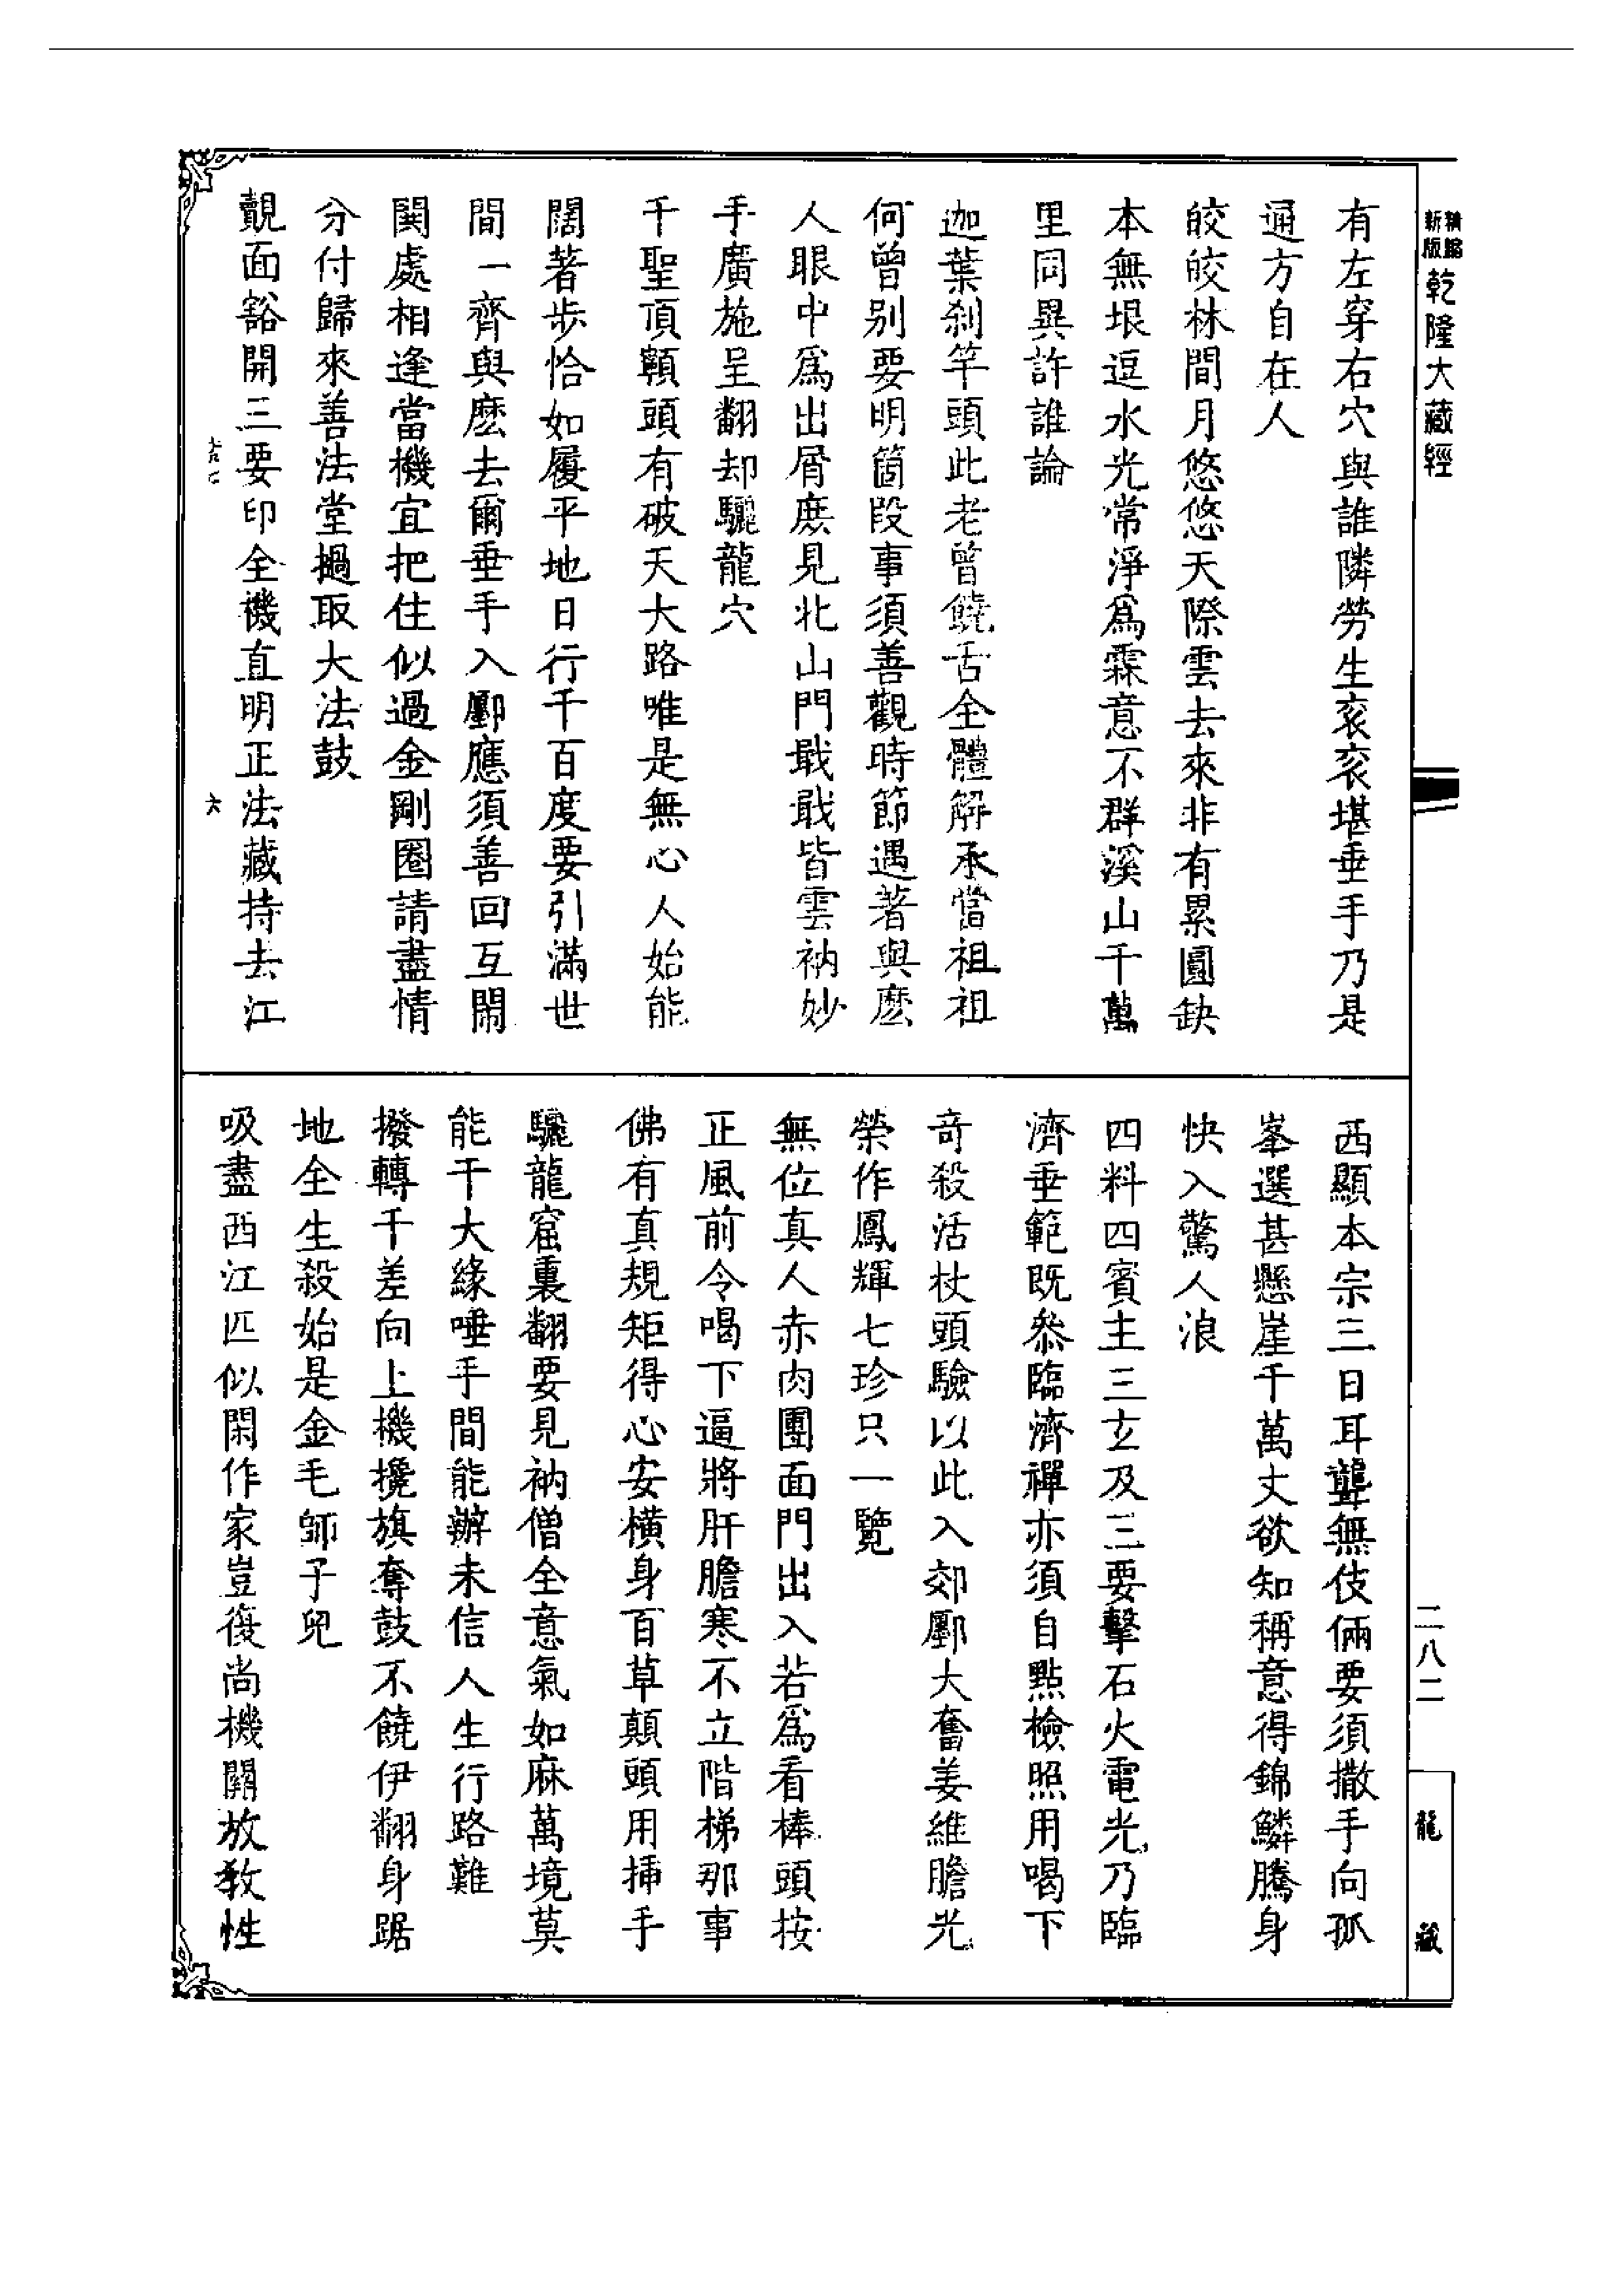 精縮新版乾隆大藏經
有左穿右穴與誰隣勞生衮衮堪垂手乃是
通方自在人
皎皎林間月悠悠天際雲去來非有累圓缺
本無垠逗水光常淨爲霖意不群溪山千萬
里同異許誰論
迦葉刹竿頭此老曾饒舌全體解承當祖祖
何曾别要明箇段事須善觀時節遇著與麽
人眼中爲出屑庶見北山門戢戢皆雲衲妙
手廣施呈翻却驪龍穴
千聖頂𩕳頭有破天大路唯是無心人始能
闊著步恰如履平地日行千百度要引滿世
間一齊與麽去爾垂手入鄽應須善回互閙
閧處相逢當機宜把住似過金剛圈請盡情
分付歸來善法堂撾取大法鼓
覿面豁開三要印全機直明正法藏持去江
六
西顯本宗三日耳聾無伎倆要須撒手向孤
峯選甚懸崖千萬丈欲知稱意得錦鱗騰身
快入驚人浪
四料四賓主三玄及三要擊石火電光乃臨
濟垂範既叅臨濟禪亦須自點檢照用喝下
奇殺活杖頭驗以此入郊鄽大奮姜維膽光
榮作鳳輝七珍只一覽
無位真人赤肉團面門出入若爲看棒頭按
正風前令喝下逼將肝膽寒不立階梯那事
佛有真規矩得心安橫身百草顛頭用挿手
驪龍窟裏翻要見衲僧全意氣如麻萬境莫
能干大緣唾手間能辦未信人生行路難
撥轉千差向上機攙旗奪鼓不饒伊翻身踞
地全生殺始是金毛師子兒
吸盡西江匹似閑作家豈復尚機關放教性
二八二
龍藏